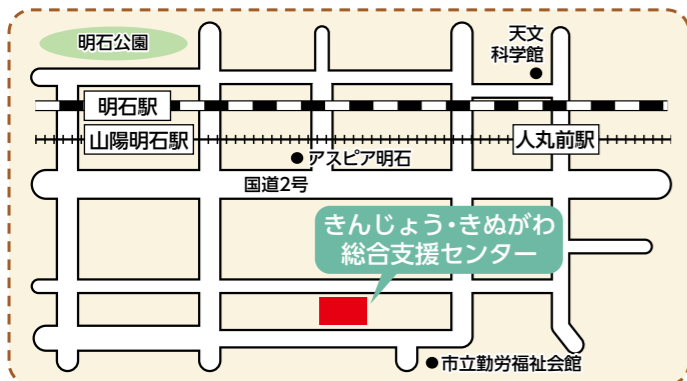 明石公園
天文
科学館
明石駅
山陽明石駅
人丸前駅
アスピア明石
国道2号
きんじょう・きぬがわ
総合支援センター
市立勤労福祉会館